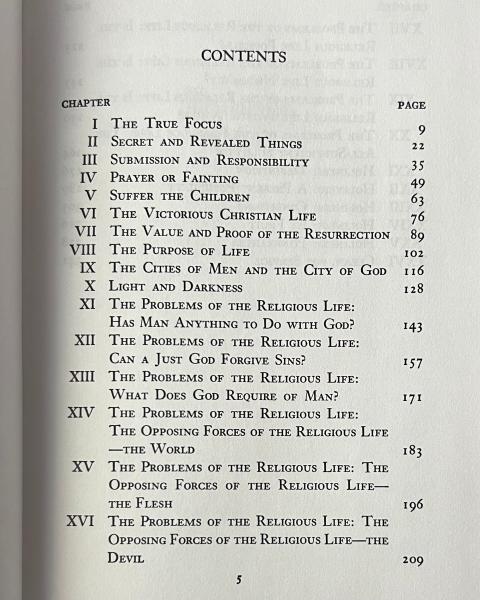 CONTENTS
CHAPTER PAGE
I The True Focus 9
II Secret and Revealed Things 22
III Submission and Responsibility 35
IV Prayer or Fainting 49
V Suffer the Children 63
VI The Victorious Christian Life 76
VII The Value and Proof of the Resurrection 89
VIII The Purpose of Life 102
IX The Cities of Men and the City of God 116
X Light and Darkness 128
XI The Problems of the Religious Life:
Has Man Anything to Do with God? 143
XII The Problems of the Religious Life:
Can a Just God Forgive Sins? 157
XIII The Problems of the Religious Life:
What Does God Require of Man? 171
XIV The Problems of the Religious Life:
The Opposing Forces of the Religious Life
—the World 183
XV The Problems of the Religious Life: The
Opposing Forces of the Religious Life—
the Flesh 196
XVI The Problems of the Religious Life: The
Opposing Forces of the Religious Life—the
Devil 209
5